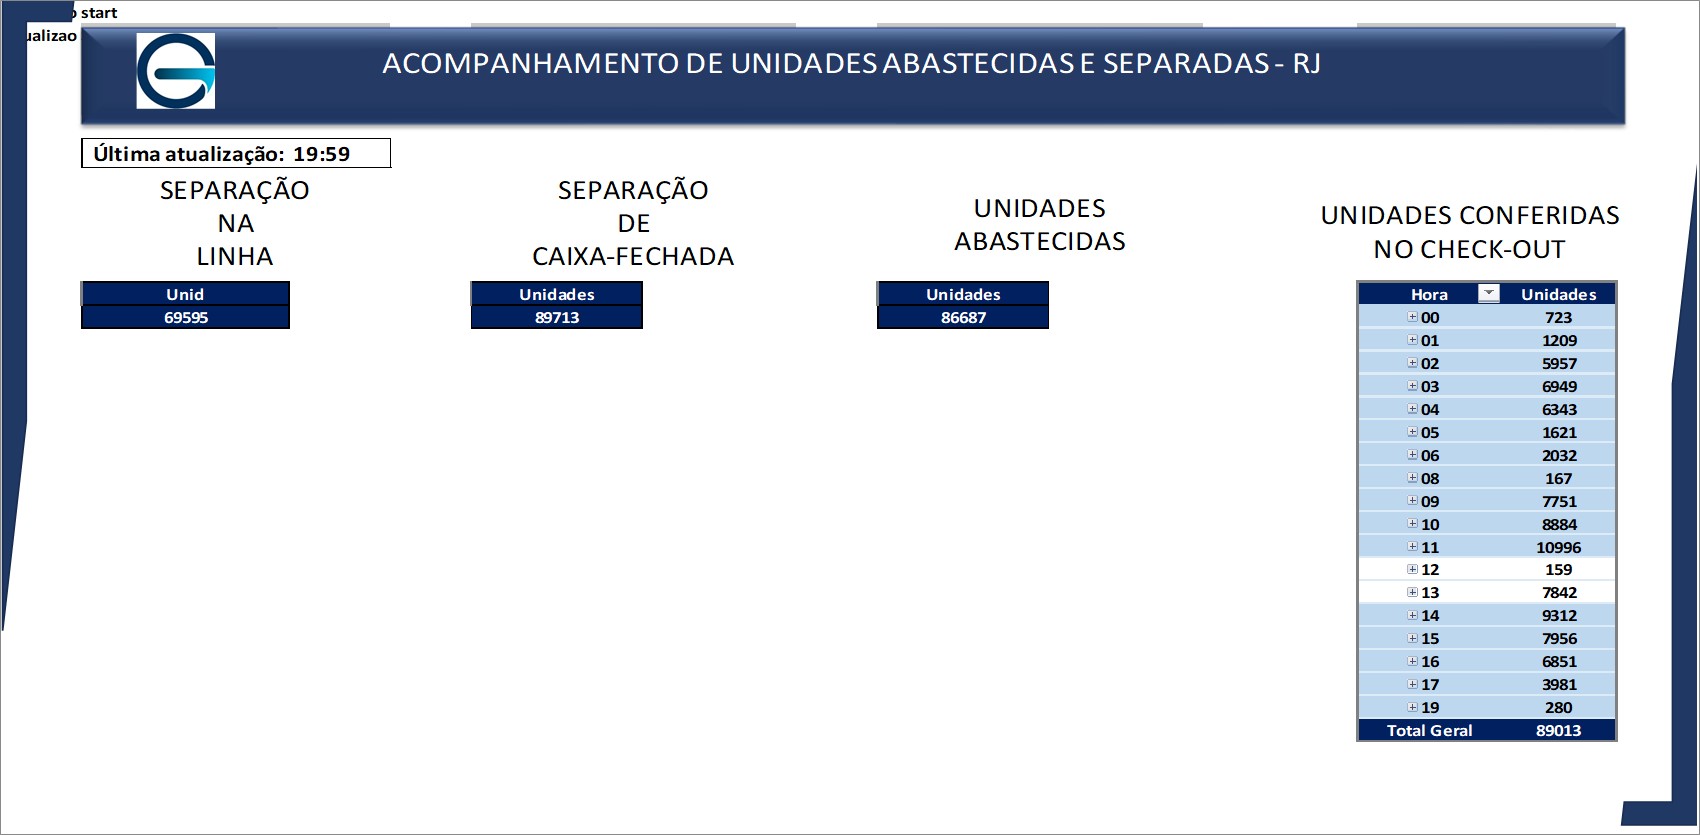 start
ACOMPANHAMENTO DE UNIDADES ABASTECIDAS E SEPARADAS - RJ
Última atualização: 19:59
SEPARAÇÃO
NA
LINHA
Unid
69595
SEPARAÇÃO
DE
CAIXA-FECHADA
Unidades
89713
UNIDADES
ABASTECIDAS
Unidades
86687
UNIDADES CONFERIDAS
NO CHECK-OUT
Hora Unidades
00 723
01 1209
02 5957
03 6949
04 6343
05 1621
06 2032
08 167
09 7751
10 8884
11 10996
12 159
13 7842
14 9312
15 7956
16 6851
17 3981
19 280
Total Geral 89013